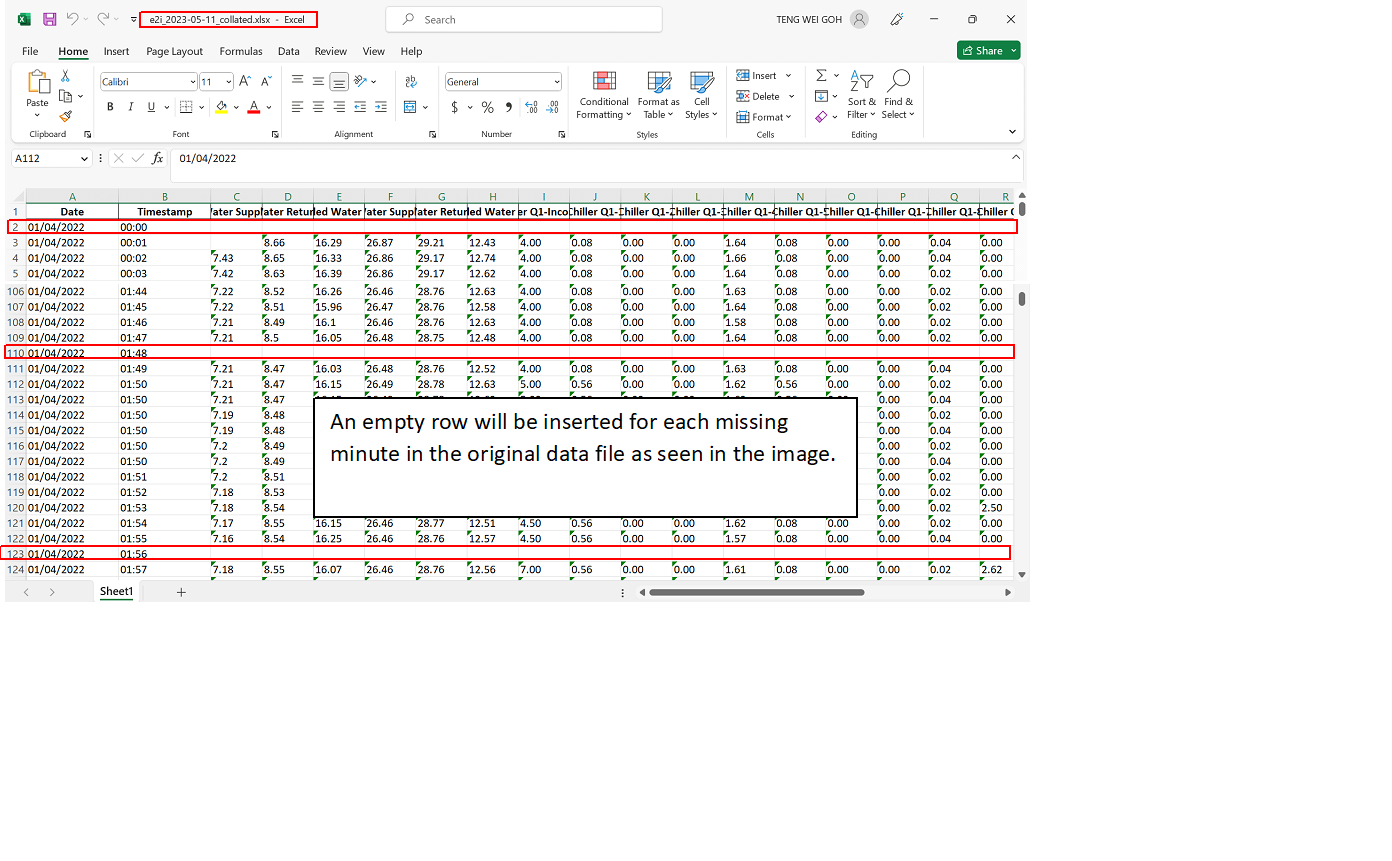 e2i_2023-05-11_collated.xlsx - Excel
Search
TENG WEI GOH
File Home Insert Page Layout Formulas Data Review View Help
Share
Paste
Clipboard
Calibri 11
B I U
Font
ab
Alignment
General
$ % 9
Number
Conditional Formatting
Format as Table
Cell Styles
Styles
Insert
Delete
Format
Cells
Sort & Filter
Find & Select
Editing
A112
fx
01/04/2022
A B C D E F G H I J K L M N O P Q R
1 Date Timestamp ater Supp ater Retur ed Water ater Supp ater Retur ed Water er Q1-Inco Chiller Q1- hiller Q1- hiller Q1- Chiller Q1- hiller Q1- hiller Q1- Chiller Q1- hiller Q1- hiller
2 01/04/2022 00:00
3 01/04/2022 00:01 8.66 16.29 26.87 29.21 12.43 4.00 0.08 0.00 0.00 1.64 0.08 0.00 0.00 0.04 0.00
4 01/04/2022 00:02 7.43 8.65 16.33 26.86 29.17 12.74 4.00 0.08 0.00 0.00 1.66 0.08 0.00 0.00 0.04 0.00
5 01/04/2022 00:03 7.42 8.63 16.39 26.86 29.17 12.62 4.00 0.08 0.00 0.00 1.64 0.08 0.00 0.00 0.02 0.00
106 01/04/2022 01:44 7.22 8.52 16.26 26.46 28.76 12.63 4.00 0.08 0.00 0.00 1.63 0.08 0.00 0.00 0.02 0.00
107 01/04/2022 01:45 7.22 8.51 15.96 26.47 28.76 12.58 4.00 0.08 0.00 0.00 1.64 0.08 0.00 0.00 0.02 0.00
108 01/04/2022 01:46 7.21 8.49 16.1 26.46 28.76 12.63 4.00 0.08 0.00 0.00 1.58 0.08 0.00 0.00 0.02 0.00
109 01/04/2022 01:47 7.21 8.5 16.05 26.48 28.75 12.48 4.00 0.08 0.00 0.00 1.64 0.08 0.00 0.00 0.02 0.00
110 01/04/2022 01:48
111 01/04/2022 01:49 7.21 8.47 16.03 26.48 28.76 12.52 4.00 0.08 0.00 0.00 1.63 0.08 0.00 0.00 0.04 0.00
112 01/04/2022 01:50 7.21 8.47 16.15 26.49 28.78 12.63 5.00 0.56 0.00 0.00 1.62 0.56 0.00 0.00 0.02 0.00
113 01/04/2022 01:50 7.21 8.47 0.00 0.04 0.00
114 01/04/2022 01:50 7.19 8.48 0.00 0.02 0.00
115 01/04/2022 01:50 7.19 8.48 0.00 0.04 0.00
116 01/04/2022 01:50 7.2 8.49 0.00 0.02 0.00
117 01/04/2022 01:50 7.2 8.49 0.00 0.04 0.00
118 01/04/2022 01:51 7.2 8.51 0.00 0.02 0.00
119 01/04/2022 01:52 7.18 8.53 0.00 0.02 0.00
120 01/04/2022 01:53 7.18 8.54 0.00 0.02 2.50
121 01/04/2022 01:54 7.17 8.55 16.15 26.46 28.77 12.51 4.50 0.56 0.00 0.00 1.62 0.08 0.00 0.00 0.02 0.00
122 01/04/2022 01:55 7.16 8.54 16.25 26.46 28.76 12.57 4.50 0.56 0.00 0.00 1.57 0.08 0.00 0.00 0.04 0.00
123 01/04/2022 01:56
124 01/04/2022 01:57 7.18 8.55 16.07 26.46 28.76 12.56 7.00 0.56 0.00 0.00 1.61 0.08 0.00 0.00 0.02 2.62
An empty row will be inserted for each missing
minute in the original data file as seen in the image.
Sheet1